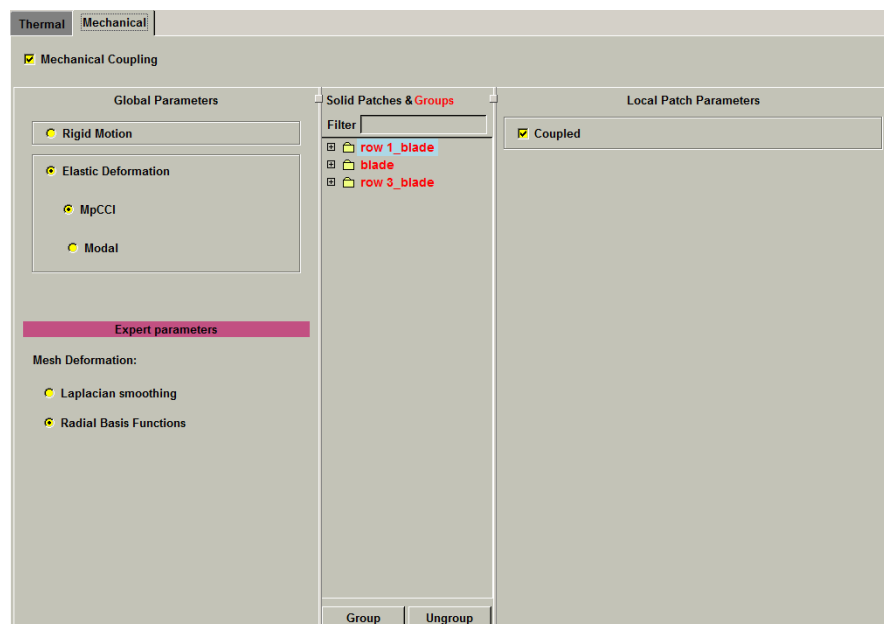 Thermal Mechanical
Mechanical Coupling
Global Parameters
Rigid Motion
Elastic Deformation
MpCCI
Modal
Expert parameters
Mesh Deformation:
Laplacian smoothing
Radial Basis Functions
Solid Patches & Groups
Filter
row 1_blade
blade
row 3_blade
Group Ungroup
Local Patch Parameters
Coupled